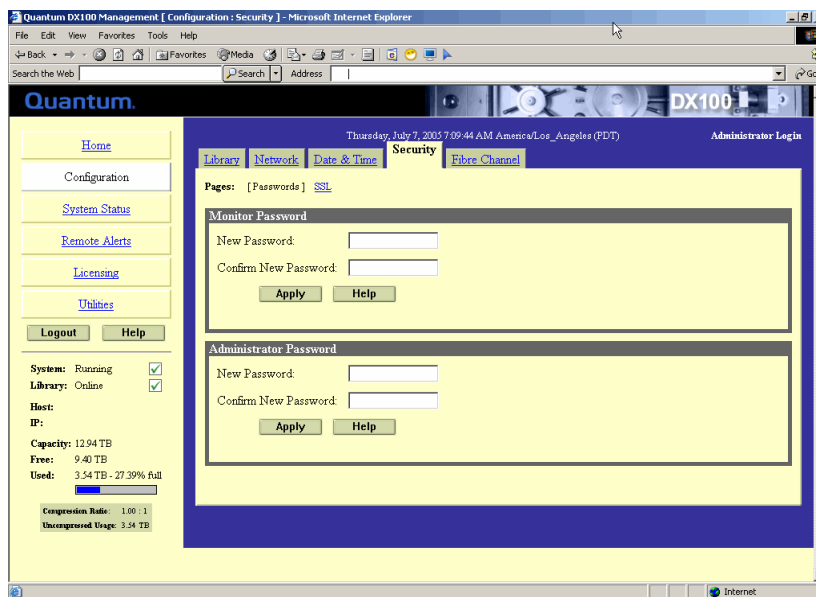 Quantum DX100 Management [ Configuration : Security ] - Microsoft Internet Explorer
File Edit View Favorites Tools Help
Back Favorites Media
Search the Web Search Address Go
Quantum. DX100
Thursday, July 7, 2005 7:09:44 AM America/Los_Angeles (PDT) Administrator Login
Home
Configuration
System Status
Remote Alerts
Licensing
Utilities
Logout Help
System: Running
Library: Online
Host:
IP:
Capacity: 12.94 TB
Free: 9.40 TB
Used: 3.54 TB - 27.39% full
Compression Ratio: 1.00 : 1
Uncompressed Usage: 3.54 TB
Library Network Date & Time Security Fibre Channel
Pages: [Passwords] SSL
Monitor Password
New Password:
Confirm New Password:
Apply Help
Administrator Password
New Password:
Confirm New Password:
Apply Help
Internet